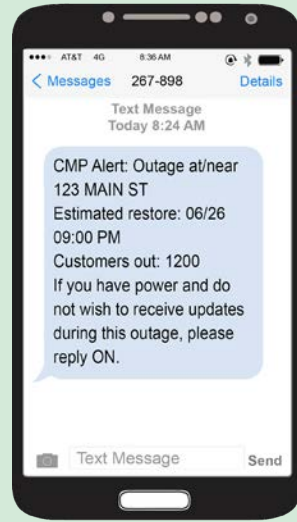 AT&T 4G 8:36 AM
Messages 267-898 Details
Text Message
Today 8:24 AM
CMP Alert: Outage at/near
123 MAIN ST
Estimated restore: 06/26
09:00 PM
Customers out: 1200
If you have power and do
not wish to receive updates
during this outage, please
reply ON.
Text Message Send